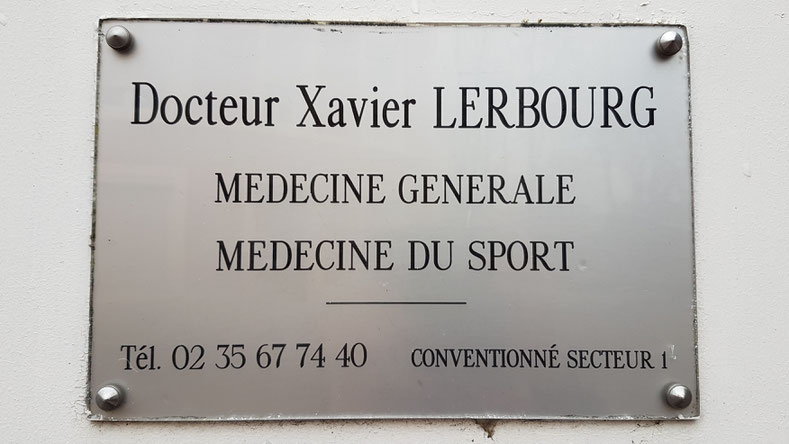 Docteur Xavier LERBOURG
MEDECINE GENERALE
MEDECINE DU SPORT
Tél. 02 35 67 74 40 CONVENTIONNÉ SECTEUR 1